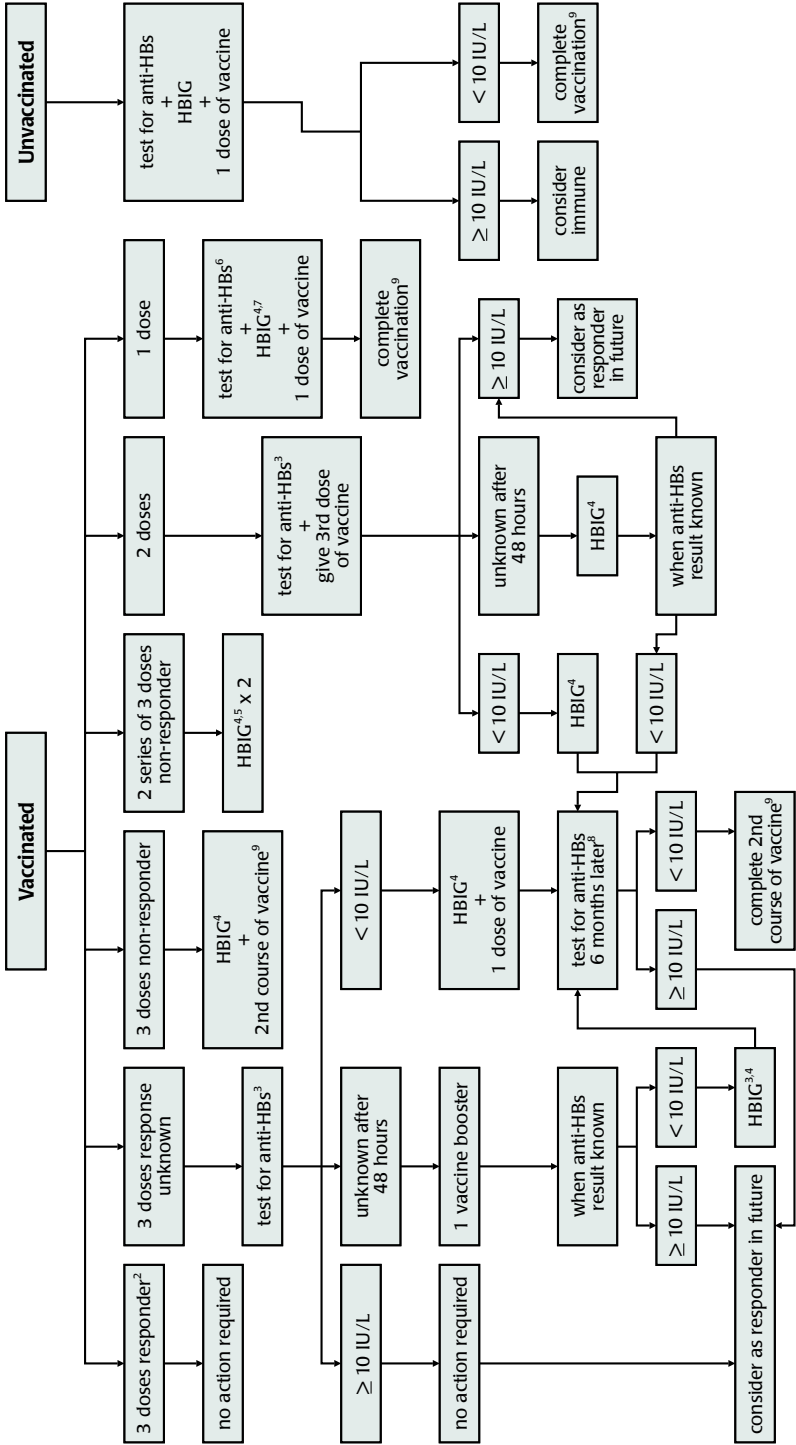 Vaccinated
Unvaccinated
3 doses responder²
no action required
3 doses response
unknown
test for anti-HBs³
3 doses non-responder
HBIG⁴
+
2nd course of vaccine⁹
2 series of 3 doses
non-responder
HBIG⁴,⁵ x 2
2 doses
test for anti-HBs³
+
give 3rd dose
of vaccine
1 dose
test for anti-HBs⁶
+
HBIG⁴,⁷
+
1 dose of vaccine
complete
vaccination⁹
test for anti-HBs
+
HBIG
+
1 dose of vaccine
≥ 10 IU/L
no action required
unknown after
48 hours
1 vaccine booster
when anti-HBs
result known
≥ 10 IU/L
< 10 IU/L
HBIG³,⁴
consider as responder in future
< 10 IU/L
HBIG⁴
+
1 dose of vaccine
test for anti-HBs
6 months later⁸
≥ 10 IU/L
< 10 IU/L
complete 2nd
course of vaccine⁹
< 10 IU/L
HBIG⁴
< 10 IU/L
unknown after
48 hours
HBIG⁴
when anti-HBs
result known
≥ 10 IU/L
consider as
responder
in future
≥ 10 IU/L
consider
immune
< 10 IU/L
complete
vaccination⁹